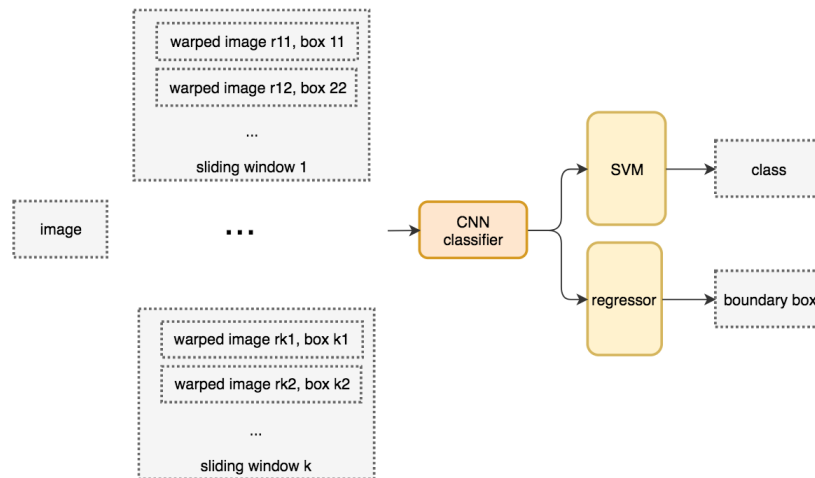 warped image r11, box 11
warped image r12, box 22
...
sliding window 1
image
...
CNN
classifier
SVM
class
regressor
boundary box
warped image rk1, box k1
warped image rk2, box k2
...
sliding window k